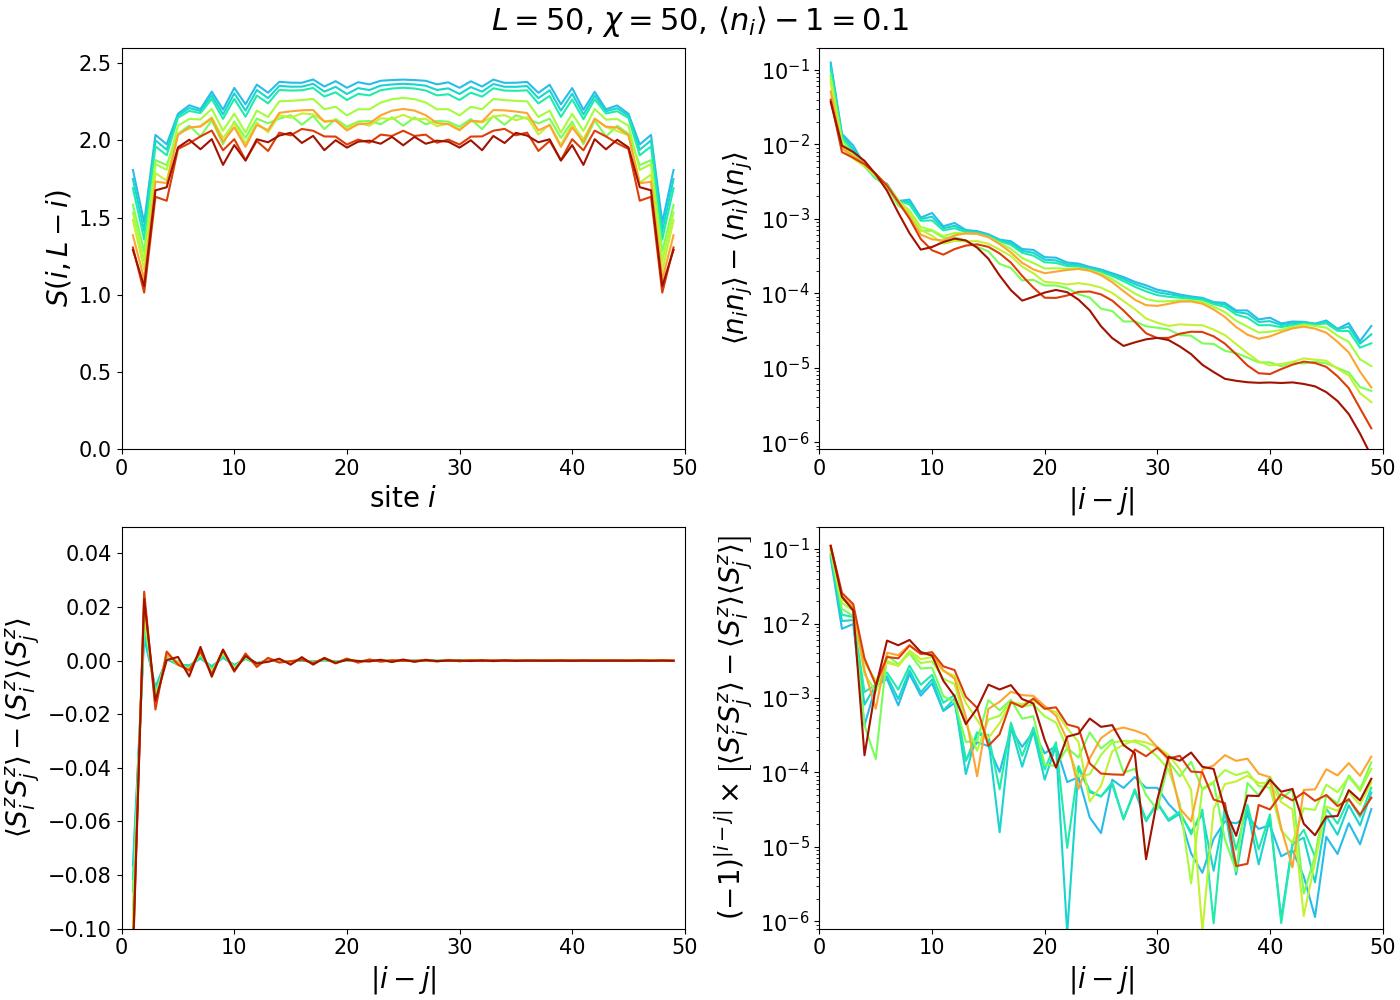 L = 50, χ = 50, ⟨n_i⟩ − 1 = 0.1
S(i, L − i)
2.5
2.0
1.5
1.0
0.5
0.0
0 10 20 30 40 50
site i
⟨n_i n_j⟩ − ⟨n_i⟩⟨n_j⟩
10^−1
10^−2
10^−3
10^−4
10^−5
10^−6
0 10 20 30 40 50
|i − j|
⟨S_i^z S_j^z⟩ − ⟨S_i^z⟩⟨S_j^z⟩
0.04
0.02
0.00
−0.02
−0.04
−0.06
−0.08
−0.10
0 10 20 30 40 50
|i − j|
(−1)^|i − j| × [⟨S_i^z S_j^z⟩ − ⟨S_i^z⟩⟨S_j^z⟩]
10^−1
10^−2
10^−3
10^−4
10^−5
10^−6
0 10 20 30 40 50
|i − j|